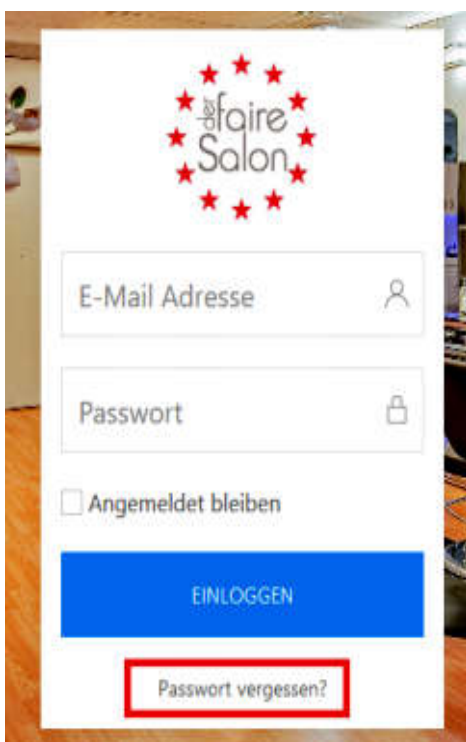 der
faire
Salon
E-Mail Adresse
Passwort
Angemeldet bleiben
EINLOGGEN
Passwort vergessen?